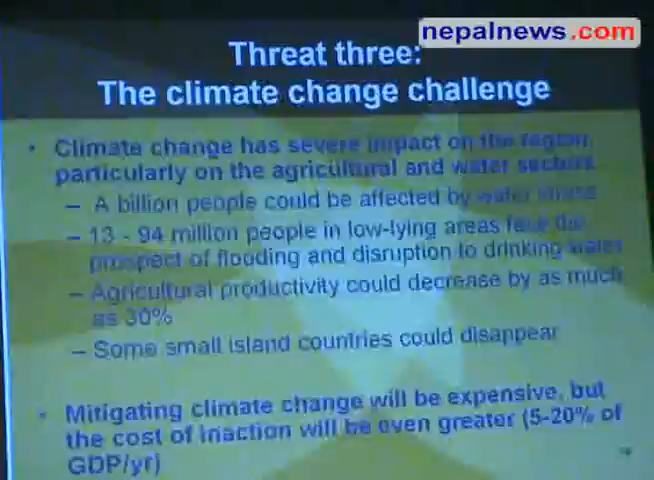 nepalnews.com
Threat three:
The climate change challenge
• Climate change has severe impact on the region,
particularly on the agricultural and water sectors
– A billion people could be affected by water stress
– 13 - 94 million people in low-lying areas face the
prospect of flooding and disruption to drinking water
– Agricultural productivity could decrease by as much
as 30%
– Some small island countries could disappear
• Mitigating climate change will be expensive, but
the cost of inaction will be even greater (5-20% of
GDP/yr)